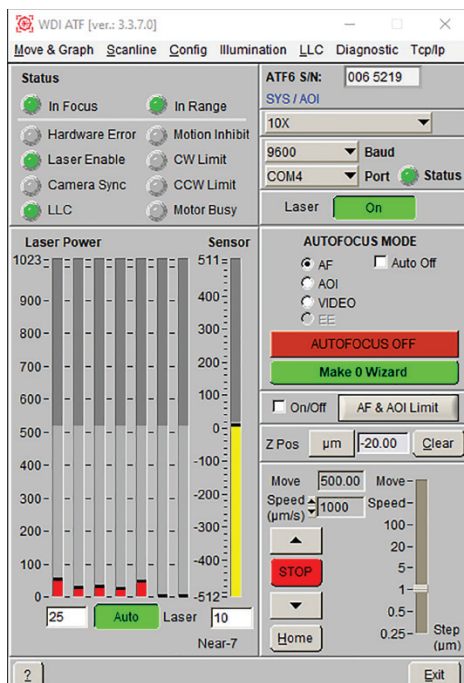 WDI ATF [ver.: 3.3.7.0]
Move & Graph Scanline Config Illumination LLC Diagnostic Tcp/Ip
Status
In Focus In Range
Hardware Error Motion Inhibit
Laser Enable CW Limit
Camera Sync CCW Limit
LLC Motor Busy
ATF6 S/N: 006 5219
SYS / AOI
10X
9600 Baud
COM4 Port Status
Laser On
Laser Power Sensor
1023 511
900 400
800 300
700 200
600 100
500 0
400 -100
300 -200
200 -300
100 -400
0 -512
25 Auto Laser 10
Near-7
AUTOFOCUS MODE
AF Auto Off
AOI
VIDEO
EE
AUTOFOCUS OFF
Make 0 Wizard
On/Off AF & AOI Limit
Z Pos µm -20.00 Clear
Move 500.00 Move
Speed (µm/s) 1000 Speed
100
20
5
STOP 1
0.5
Home 0.25 Step (µm)
? Exit